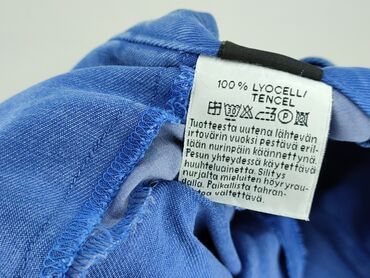 100% LYOCELL/
TENCEL
Tuotteesta uutena lähtevän
irtovärin vuoksi pestävä eril-
lään nurinpäin käännettynä.
Pesun yhteydessä käytettävä
huuhteluainetta. Silitys
nurjalta mieluiten höyryrau-
dalla. Paikallista tahran-
poistoa vältettävä.